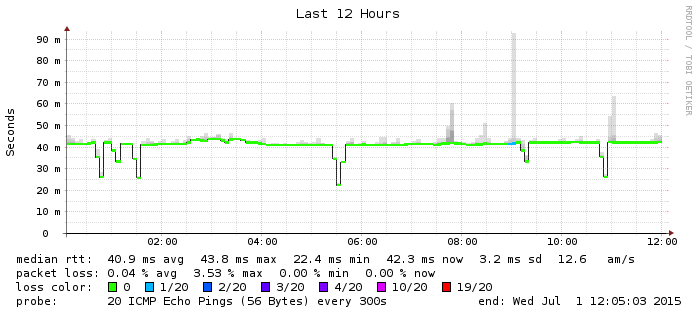 Last 12 Hours
RRDTOOL / TOBI OETIKER
Seconds
90 m
80 m
70 m
60 m
50 m
40 m
30 m
20 m
10 m
0
02:00 04:00 06:00 08:00 10:00 12:00
median rtt: 40.9 ms avg 43.8 ms max 22.4 ms min 42.3 ms now 3.2 ms sd 12.6 am/s
packet loss: 0.04 % avg 3.53 % max 0.00 % min 0.00 % now
loss color: 0 1/20 2/20 3/20 4/20 10/20 19/20
probe: 20 ICMP Echo Pings (56 Bytes) every 300s end: Wed Jul 1 12:05:03 2015